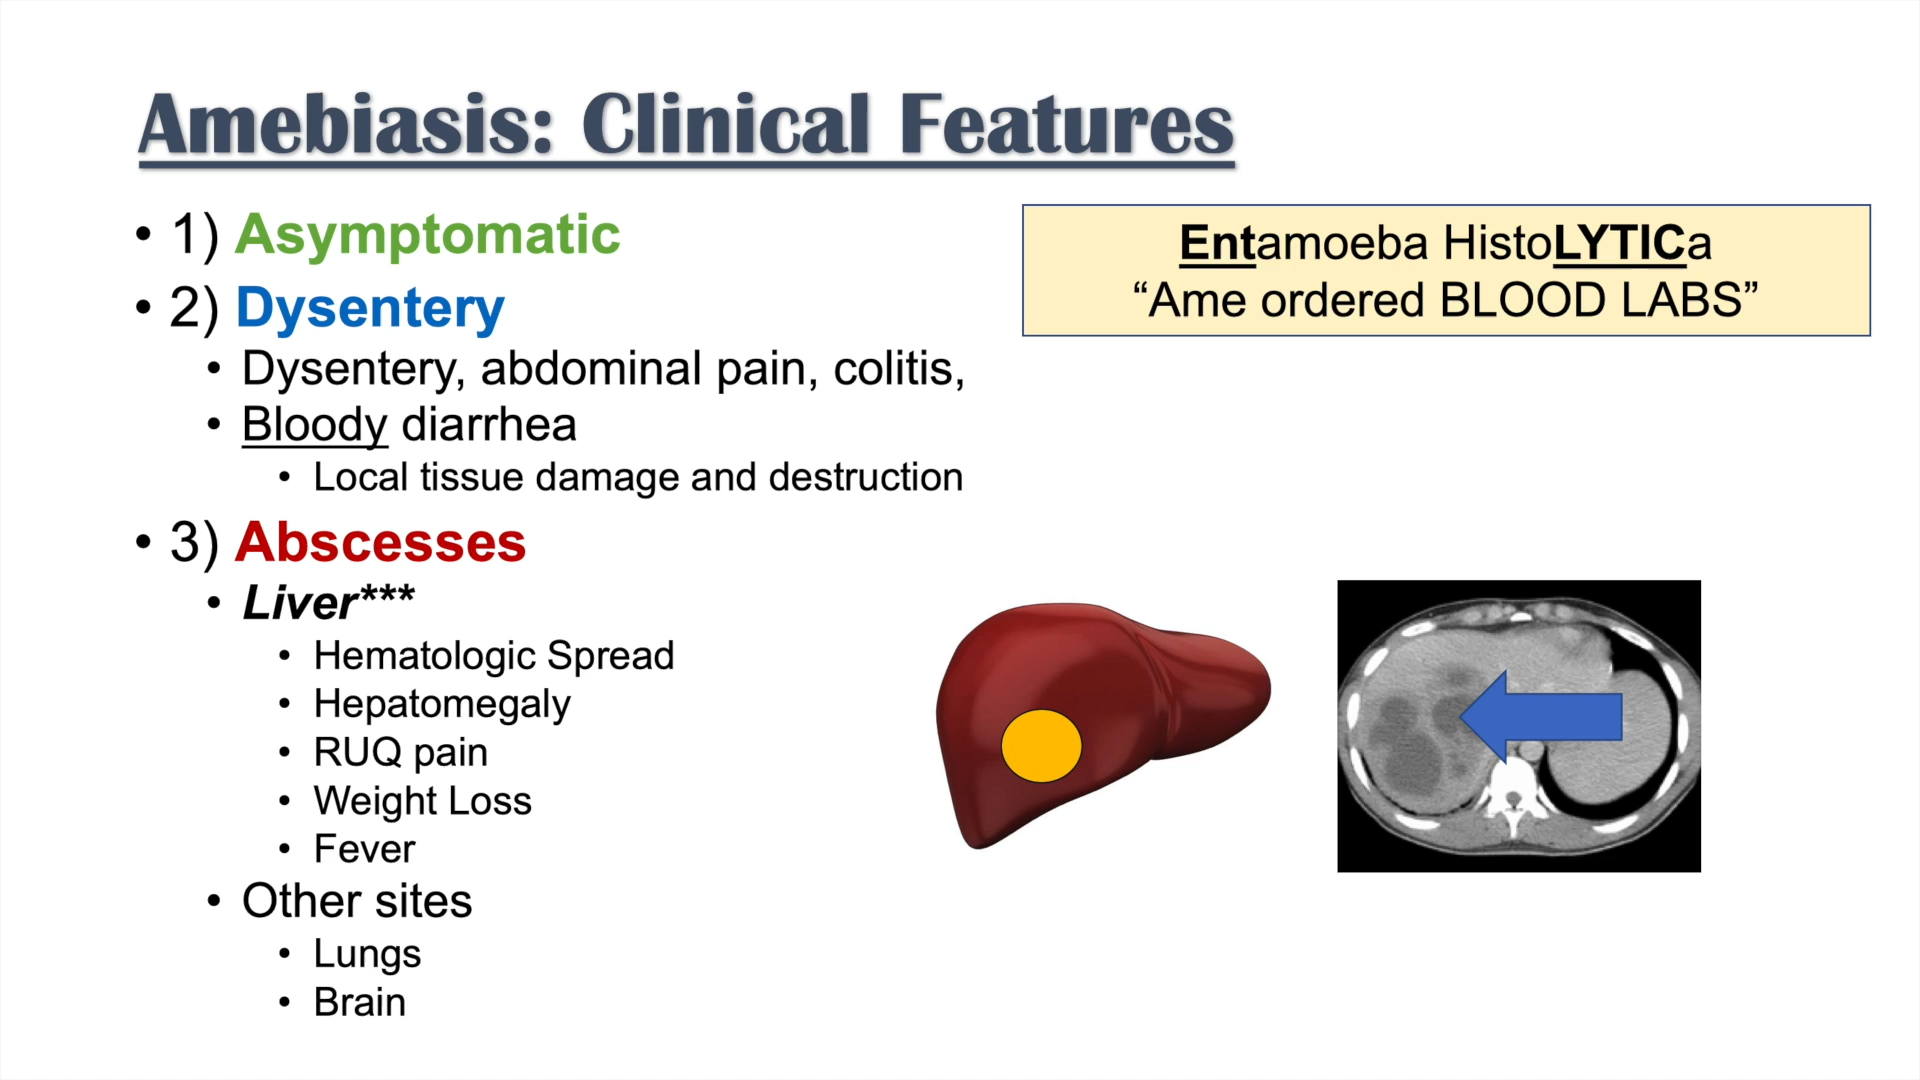 Amebiasis: Clinical Features
• 1) Asymptomatic
• 2) Dysentery
• Dysentery, abdominal pain, colitis,
• Bloody diarrhea
• Local tissue damage and destruction
• 3) Abscesses
• Liver***
• Hematologic Spread
• Hepatomegaly
• RUQ pain
• Weight Loss
• Fever
• Other sites
• Lungs
• Brain
Entamoeba HistoLYTICa
“Ame ordered BLOOD LABS”